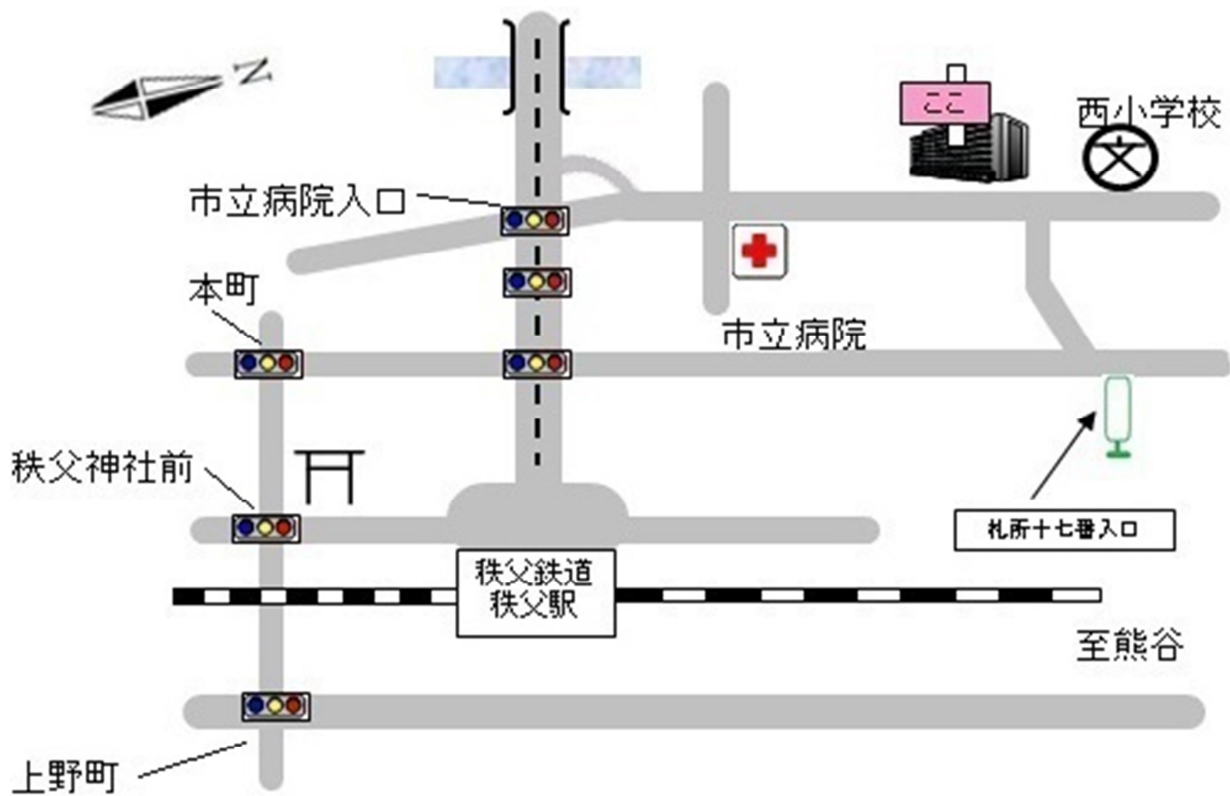 N
ここ
西小学校
文
市立病院入口
本町
市立病院
秩父神社前
札所十七番入口
秩父鉄道
秩父駅
至熊谷
上野町